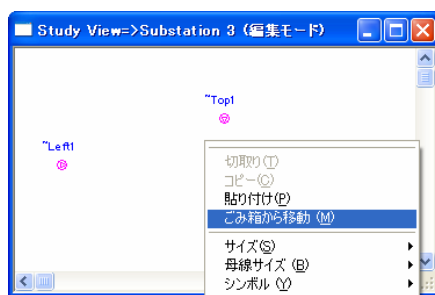 Study View=>Substation 3 (編集モード)
~Top1
~Left1
切取り(T)
コピー(C)
貼り付け(P)
ごみ箱から移動 (M)
サイズ(S)
母線サイズ (B)
シンボル (Y)